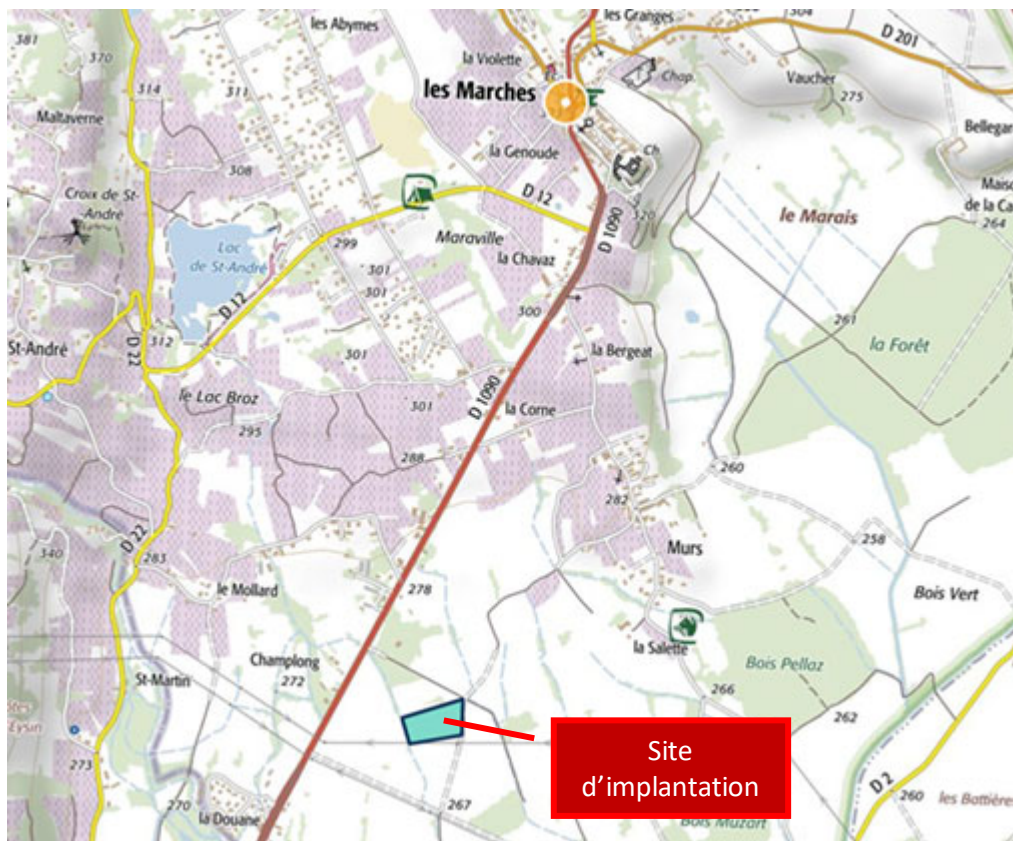 les Granges
304
les Abymes
381
D 201
370
la Violette
Chap.
Vaucher
314
311
les Marches
275
Maltaverne
Bellegar
la Genoude
Ch
308
D 12
Croix de St-
André
320
Maiso
de la Ca
le Marais
264
D 1090
Maraville
299
Lac
de St-André
la Chavaz
301
301
D 12
300
261
312
St-André
la Forêt
D 22
301
la Bergeat
D 1090
le Lac Broz
301
la Corne
295
288
260
282
D 22
258
340
283
Murs
278
le Mollard
Bois Vert
la Salette
Champlong
Bois Pellaz
St-Martin
272
266
Eysin
262
Site
d’implantation
273
D 2
270
267
260
les Battière
la Douane
Bois Muzart